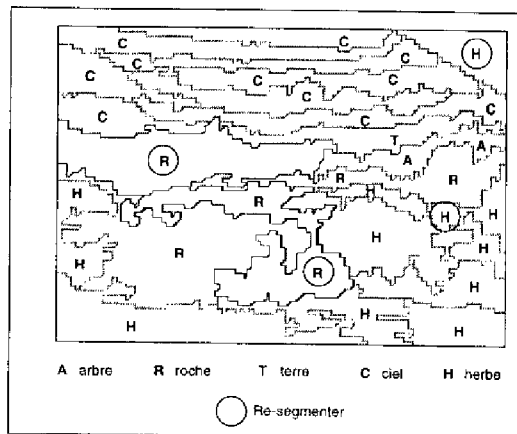 C C H
C C
C C C
C C C
C C
T A
R A
R R
H H
R H H
H R H H
R H
H H H
A arbre R roche T terre C ciel H herbe
Re-segmenter